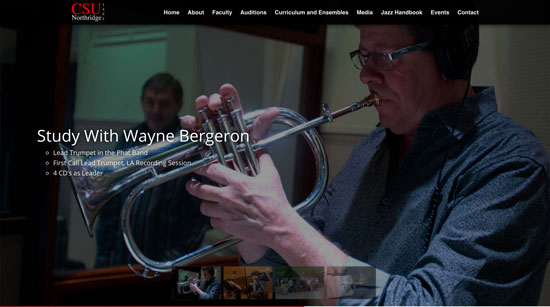 CSU
Northridge
Home About Faculty Auditions Curriculum and Ensembles Media Jazz Handbook Events Contact
Study With Wayne Bergeron
Lead Trumpet in the Phat Band
First Call Lead Trumpet, LA Recording Session
4 CD's as Leader